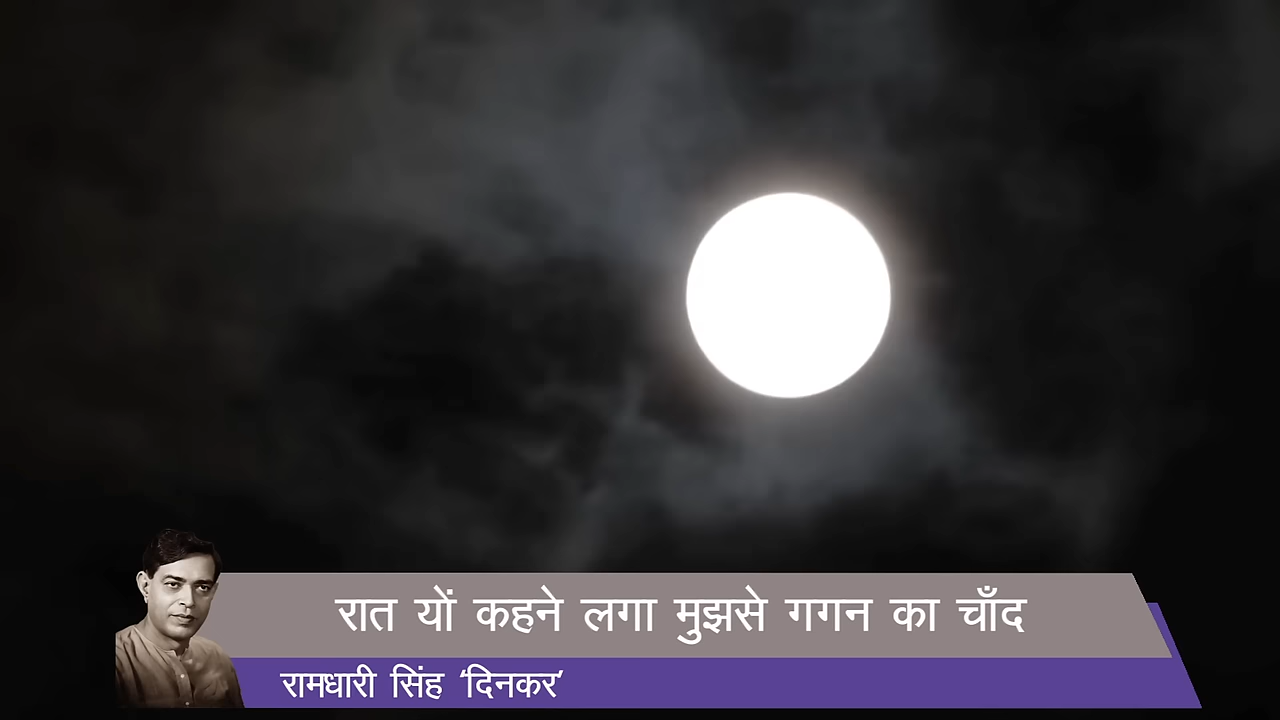 रात यों कहने लगा मुझसे गगन का चाँद
रामधारी सिंह ‘दिनकर’